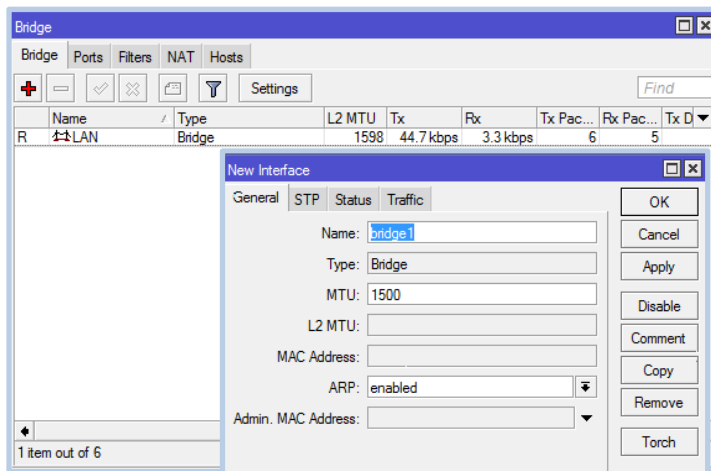 Bridge
Bridge Ports Filters NAT Hosts
Settings
Find
Name / Type L2 MTU Tx Rx Tx Pac... Rx Pac... Tx D
R LAN Bridge 1598 44.7 kbps 3.3 kbps 6 5
New Interface
General STP Status Traffic
OK
Name: bridge1
Cancel
Type: Bridge
Apply
MTU: 1500
Disable
L2 MTU:
Comment
MAC Address:
Copy
ARP: enabled
Remove
Admin. MAC Address:
Torch
1 item out of 6